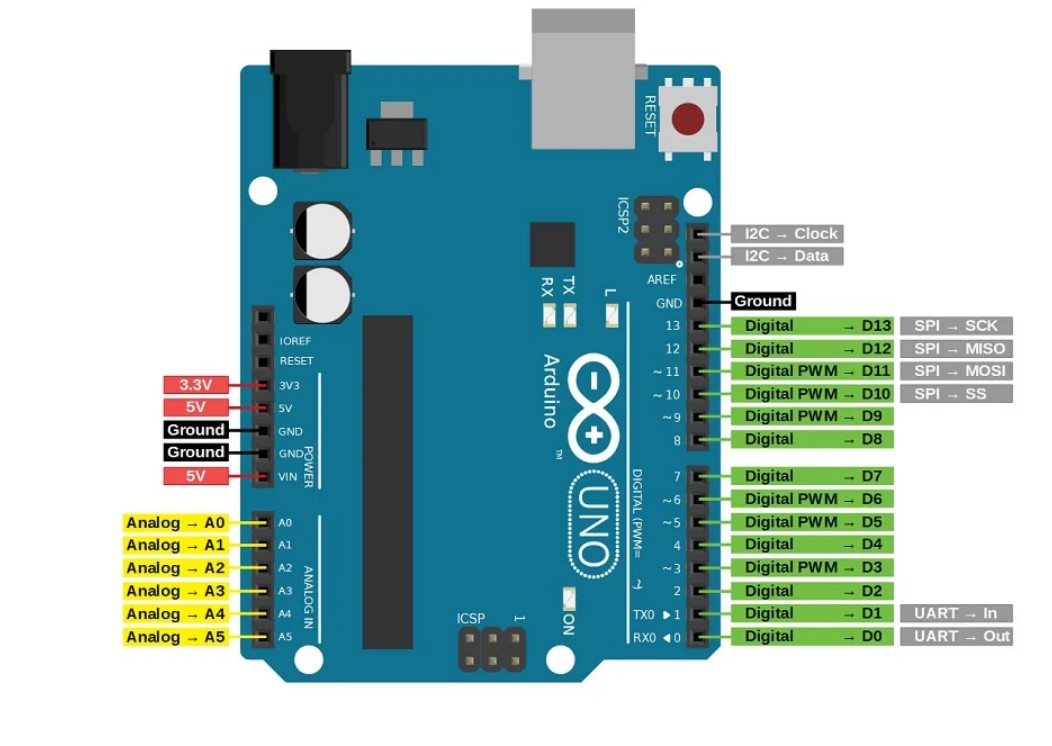 RESET
ICSP2
I2C → Clock
I2C → Data
AREF
GND
Ground
RX
TX
L
13
Digital → D13
SPI → SCK
12
Digital → D12
SPI → MISO
~ 11
Digital PWM → D11
SPI → MOSI
~ 10
Digital PWM → D10
SPI → SS
~ 9
Digital PWM → D9
8
Digital → D8
IOREF
RESET
3.3V
3V3
5V
5V
Ground
GND
Ground
GND
5V
VIN
POWER
Arduino
™
UNO
DIGITAL (PWM= ~)
7
Digital → D7
~ 6
Digital PWM → D6
~ 5
Digital PWM → D5
4
Digital → D4
~ 3
Digital PWM → D3
2
Digital → D2
TX0 ▶ 1
Digital → D1
UART → In
RX0 ◀ 0
Digital → D0
UART → Out
Analog → A0
A0
Analog → A1
A1
Analog → A2
A2
Analog → A3
A3
Analog → A4
A4
Analog → A5
A5
ANALOG IN
ICSP
1
ON